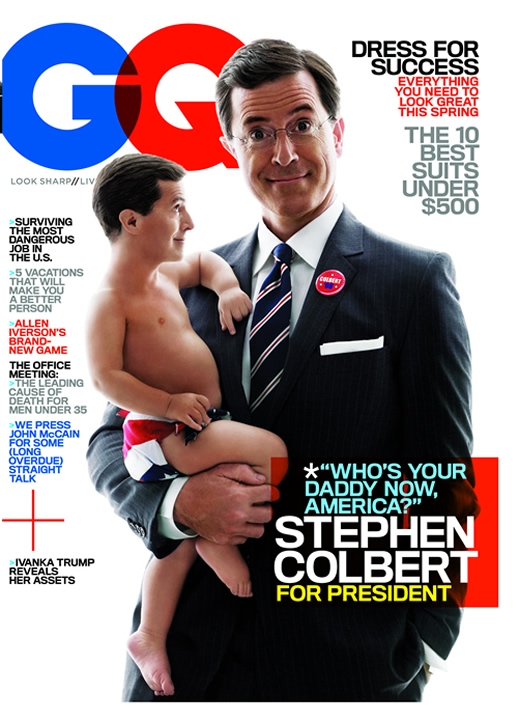 GQ
LOOK SHARP//LIV
DRESS FOR
SUCCESS
EVERYTHING
YOU NEED TO
LOOK GREAT
THIS SPRING
THE 10
BEST
SUITS
UNDER
$500
>SURVIVING
THE MOST
DANGEROUS
JOB IN
THE U.S.
>5 VACATIONS
THAT WILL
MAKE YOU
A BETTER
PERSON
>ALLEN
IVERSON'S
BRAND-
NEW GAME
THE OFFICE
MEETING:
>THE LEADING
CAUSE OF
DEATH FOR
MEN UNDER 35
>WE PRESS
JOHN McCAIN
FOR SOME
(LONG
OVERDUE)
STRAIGHT
TALK
>IVANKA TRUMP
REVEALS
HER ASSETS
COLBERT
*"WHO'S YOUR
DADDY NOW,
AMERICA?"
STEPHEN
COLBERT
FOR PRESIDENT